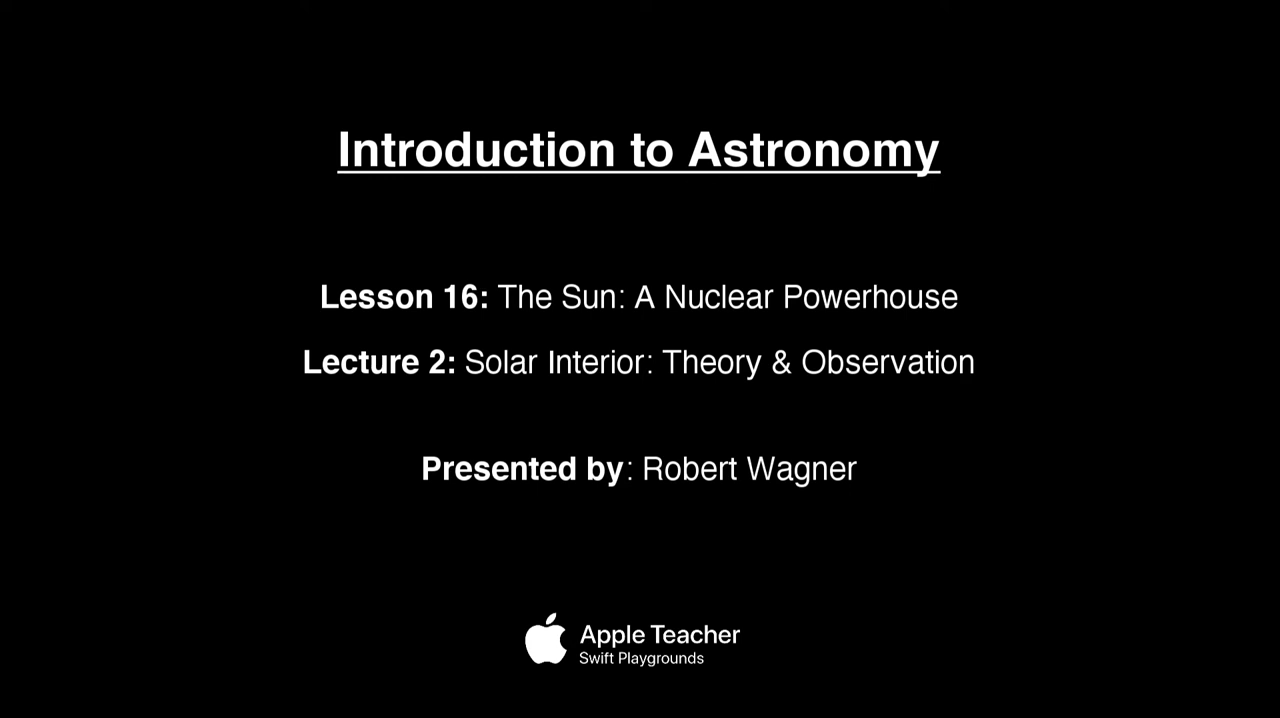 Introduction to Astronomy
Lesson 16: The Sun: A Nuclear Powerhouse
Lecture 2: Solar Interior: Theory & Observation
Presented by: Robert Wagner
Apple Teacher
Swift Playgrounds